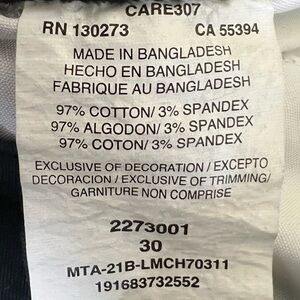 CARE307
RN 130273 CA 55394
MADE IN BANGLADESH
HECHO EN BANGLADESH
FABRIQUE AU BANGLADESH
97% COTTON/ 3% SPANDEX
97% ALGODON/ 3% SPANDEX
97% COTON/ 3% SPANDEX
EXCLUSIVE OF DECORATION / EXCEPTO
DECORACION / EXCLUSIVE OF TRIMMING/
GARNITURE NON COMPRISE
2273001
30
MTA-21B-LMCH70311
191683732552